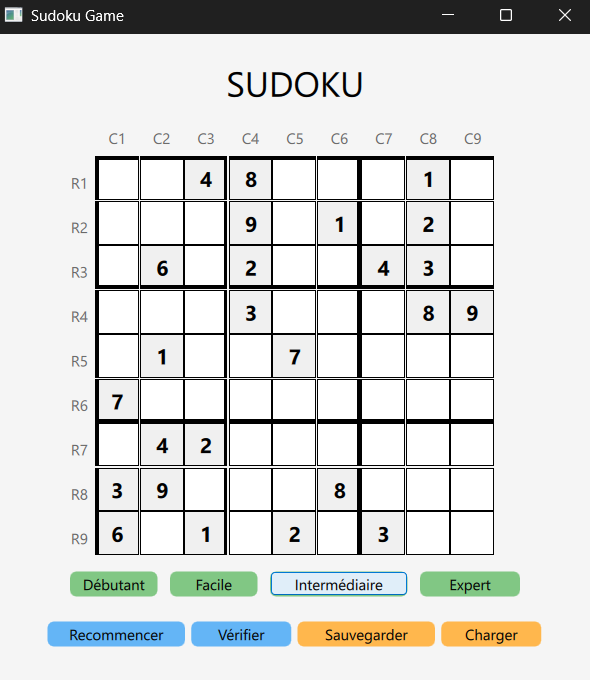 Sudoku Game
SUDOKU
C1 C2 C3 C4 C5 C6 C7 C8 C9
R1 4 8 1
R2 9 1 2
R3 6 2 4 3
R4 3 8 9
R5 1 7
R6 7
R7 4 2
R8 3 9 8
R9 6 1 2 3
Débutant Facile Intermédiaire Expert
Recommencer Vérifier Sauvegarder Charger